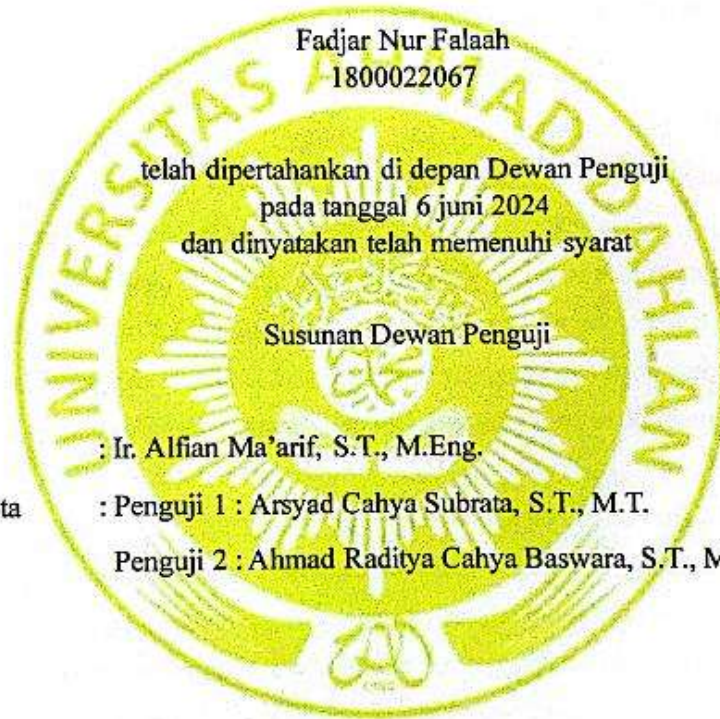 Fadjar Nur Falaah
1800022067
telah dipertahankan di depan Dewan Penguji
pada tanggal 6 juni 2024
dan dinyatakan telah memenuhi syarat
Susunan Dewan Penguji
: Ir. Alfian Ma'arif, S.T., M.Eng.
ta : Penguji 1 : Arsyad Cahya Subrata, S.T., M.T.
Penguji 2 : Ahmad Raditya Cahya Baswara, S.T., M
UNIVERSITAS AHMAD DAHLAN